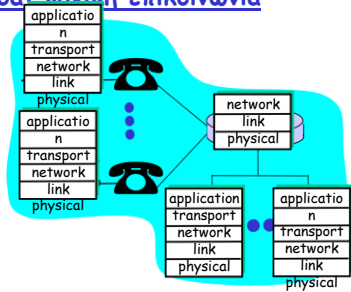 επικοινωνία
applicatio
n
transport
network
link
physical
applicatio
n
transport
network
link
physical
network
link
physical
application
transport
network
link
physical
applicatio
n
transport
network
link
physical